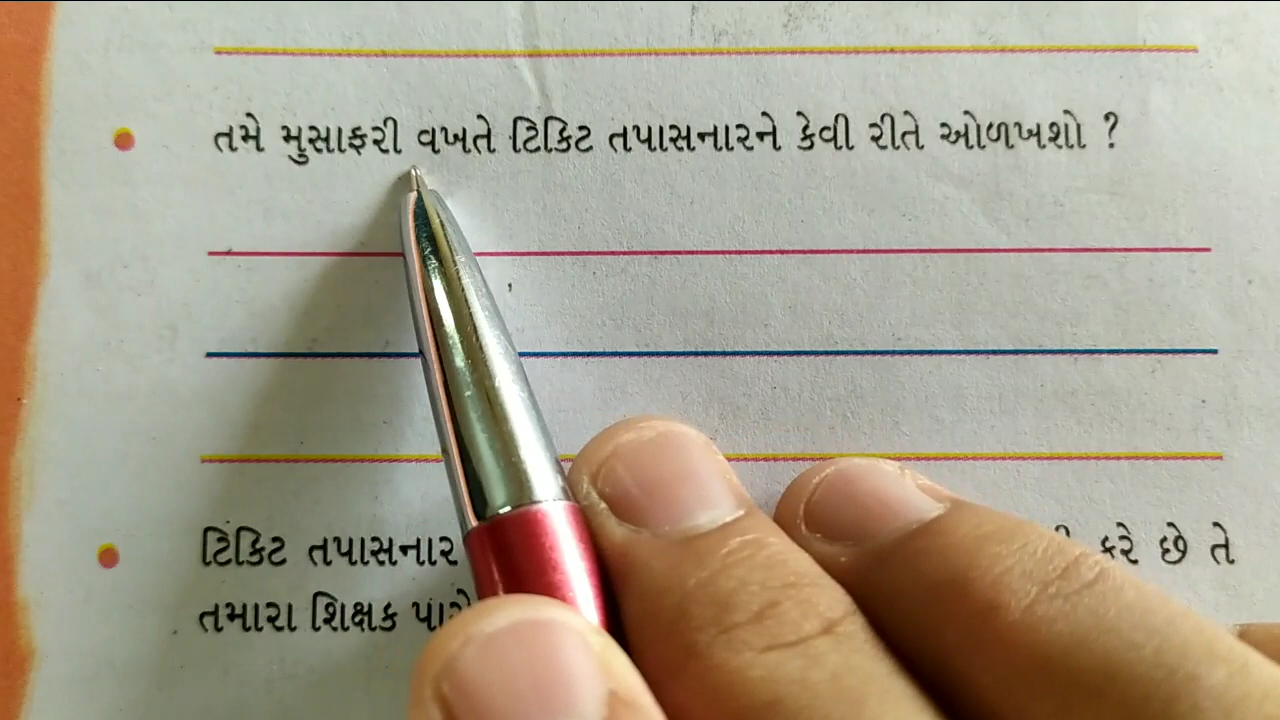 તમે મુસાફરી વખતે ટિકિટ તપાસનારને કેવી રીતે ઓળખશો ?
ટિકિટ તપાસનાર કરે છે તે
તમારા શિક્ષક